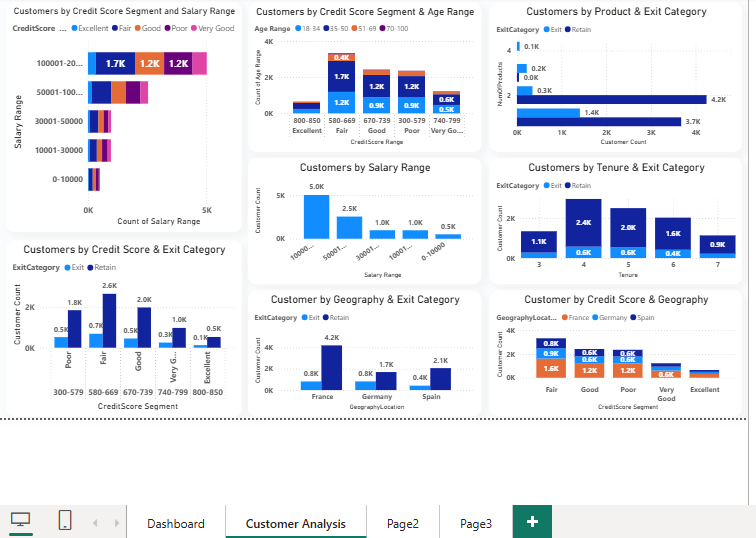 Customers by Credit Score Segment and Salary Range
CreditScore ... Excellent Fair Good Poor Very Good
Salary Range
100001-20...
1.7K 1.2K 1.2K
50001-100...
30001-50000
10001-30000
0-10000
0K 5K
Count of Salary Range
Customers by Credit Score Segment & Age Range
Age Range 18-34 35-50 51-69 70-100
Count of Age Range
4K
2K
0K
0.4K
1.7K
1.2K
1.2K
0.9K
1.2K
0.9K
0.6K
0.5K
800-850 580-669 670-739 300-579 740-799
Excellent Fair Good Poor Very Go...
CreditScore Range
Customers by Product & Exit Category
ExitCategory Exit Retain
NumOfProducts
4
2
0.1K
0.2K
0.0K
0.3K
4.2K
1.4K
3.7K
0K 1K 2K 3K 4K
Customer Count
Customers by Salary Range
Customer Count
5K
0K
5.0K
2.5K
1.0K
1.0K
0.5K
10000...
50001...
30001...
10001...
0-10000
Salary Range
Customers by Tenure & Exit Category
ExitCategory Exit Retain
Customer Count
2K
0K
1.1K
2.4K
0.6K
2.0K
0.6K
1.6K
0.4K
0.9K
3 4 5 6 7
Tenure
Customers by Credit Score & Exit Category
ExitCategory Exit Retain
Customer Count
2K
0K
0.5K
1.8K
0.7K
2.6K
0.5K
2.0K
0.3K
1.0K
0.1K
0.5K
Poor
Fair
Good
Very G...
Excellent
300-579 580-669 670-739 740-799 800-850
CreditScore Segment
Customer by Geography & Exit Category
ExitCategory Exit Retain
Customer Count
4K
2K
0K
0.8K
4.2K
0.8K
1.7K
0.4K
2.1K
France Germany Spain
GeographyLocation
Customer by Credit Score & Geography
GeographyLocat... France Germany Spain
Customer Count
4K
2K
0K
0.8K
0.9K
1.6K
0.6K
0.6K
1.2K
0.6K
0.6K
1.2K
0.6K
Fair Good Poor Very Good Excellent
CreditScore Segment
Dashboard
Customer Analysis
Page2
Page3
+